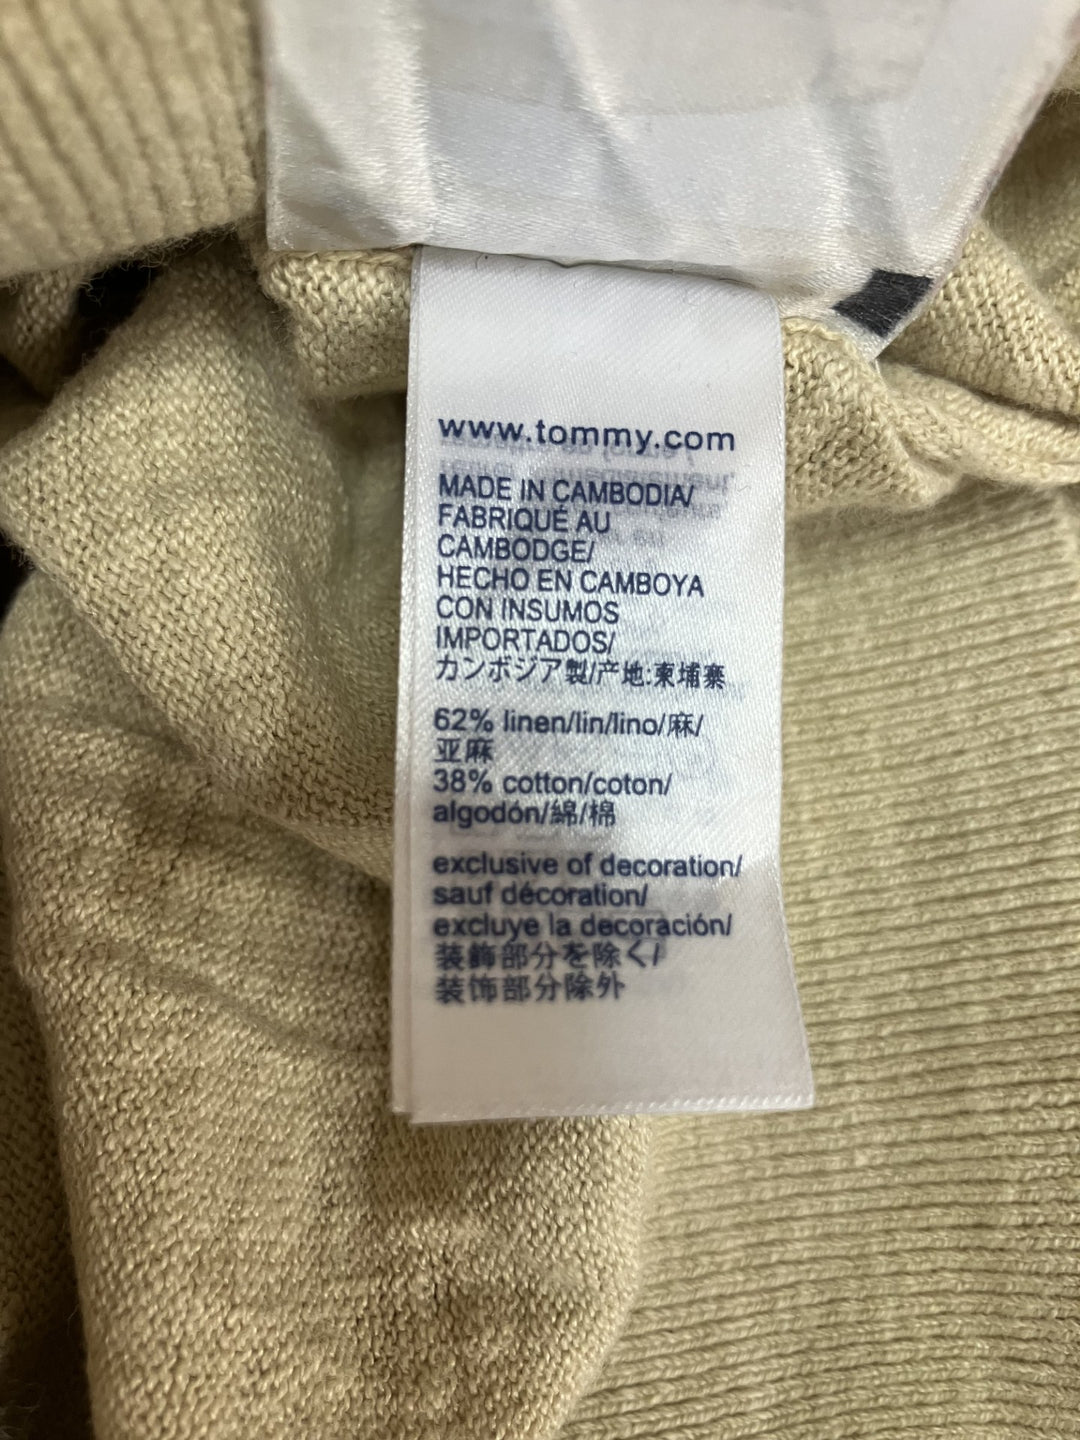 www.tommy.com
MADE IN CAMBODIA/
FABRIQUÉ AU
CAMBODGE/
HECHO EN CAMBOYA
CON INSUMOS
IMPORTADOS/
カンボジア製/产地:柬埔寨
62% linen/lin/lino/麻/
亚麻
38% cotton/coton/
algodón/綿/棉
exclusive of decoration/
sauf décoration/
excluye la decoración/
装飾部分を除く/
装饰部分除外